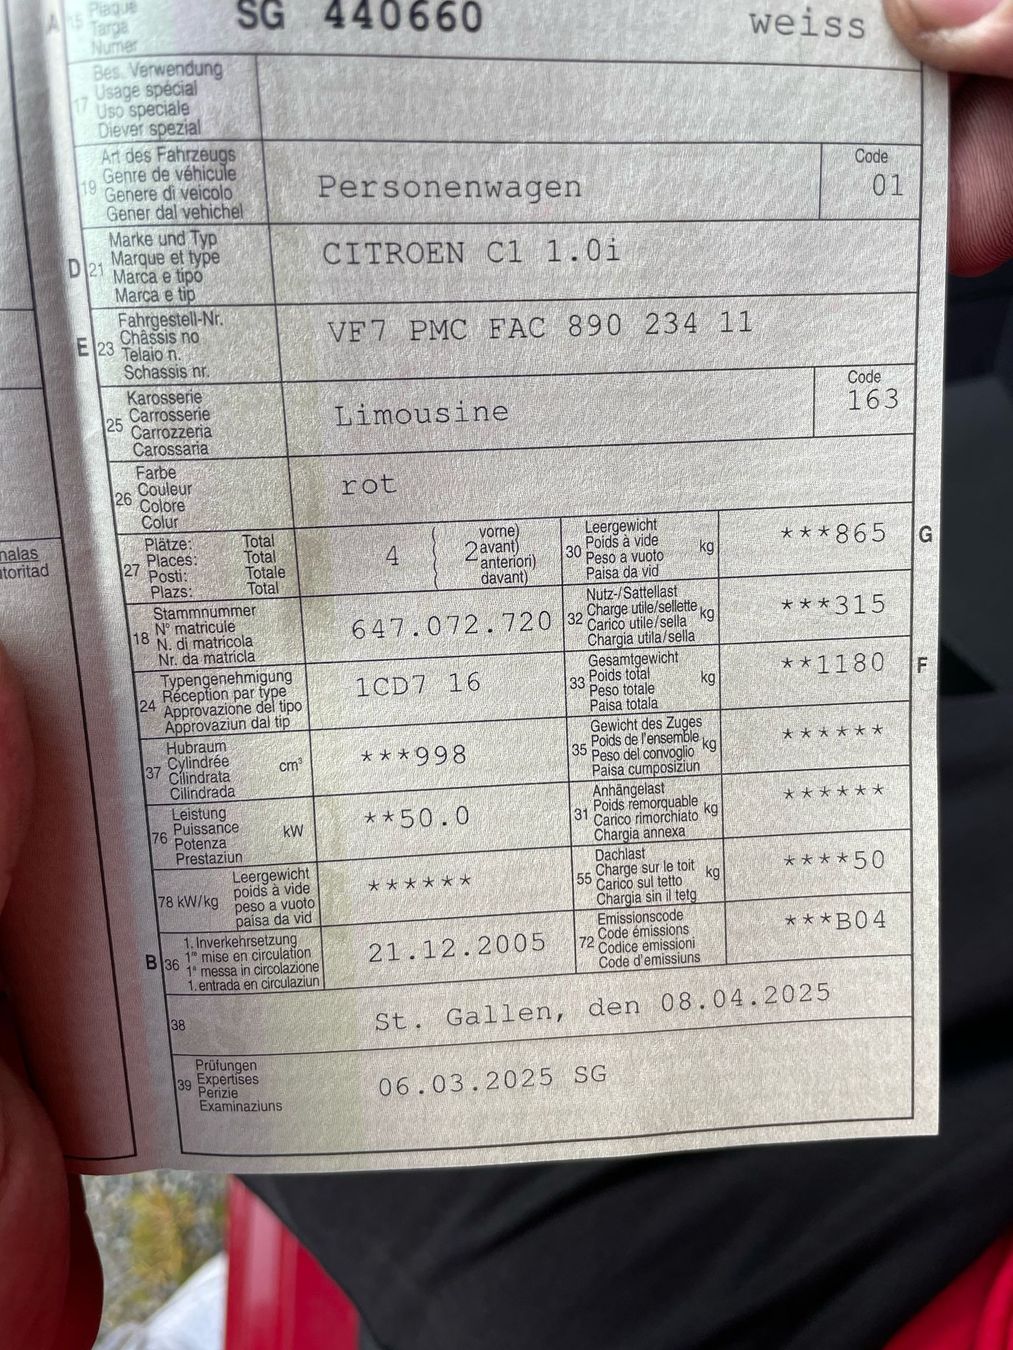 A 15 Plaque SG 440660 weiss
Targa
Numer
Bes. Verwendung
Usage spécial
17 Uso speciale
Diever spezial
Art des Fahrzeugs Code
19 Genre de véhicule Personenwagen 01
Genere di veicolo
Gener dal vehichel
Marke und Typ
D 21 Marque et type CITROEN C1 1.0i
Marca e tipo
Marca e tip
Fahrgestell-Nr.
E 23 Châssis no VF7 PMC FAC 890 234 11
Telaio n.
Schassis nr.
Karosserie Code
25 Carrosserie Limousine 163
Carrozzeria
Carossaria
Farbe
26 Couleur rot
Colore
Colur
Plätze: Total 4 ( 2 vorne)
27 Places: Total avant)
Posti: Totale anteriori)
Plazs: Total davant)
Leergewicht
30 Poids à vide kg ***865 G
Peso a vuoto
Paisa da vid
Stammnummer
18 N° matricule 647.072.720
N. di matricola
Nr. da matricla
Nutz-/Sattellast
32 Charge utile/sellette kg ***315
Carico utile/sella
Chargia utila/sella
Typengenehmigung
24 Réception par type 1CD7 16
Approvazione del tipo
Approvaziun dal tip
Gesamtgewicht
33 Poids total kg **1180 F
Peso totale
Paisa totala
Hubraum
37 Cylindrée cm³ ***998
Cilindrata
Cilindrada
Gewicht des Zuges
35 Poids de l'ensemble kg ******
Peso del convoglio
Paisa cumposiziun
Leistung
76 Puissance kW **50.0
Potenza
Prestaziun
Anhängelast
31 Poids remorquable kg ******
Carico rimorchiato
Chargia annexa
78 kW/kg Leergewicht ******
poids à vide
peso a vuoto
paisa da vid
Dachlast
55 Charge sur le toit kg ****50
Carico sul tetto
Chargia sin il tetg
1. Inverkehrsetzung
B 36 1re mise en circulation 21.12.2005
1a messa in circolazione
1. entrada en circulaziun
Emissionscode
72 Code émissions ***B04
Codice emissioni
Code d'emissiuns
38 St. Gallen, den 08.04.2025
Prüfungen
39 Expertises 06.03.2025 SG
Perizie
Examinaziuns
nalas
toritad